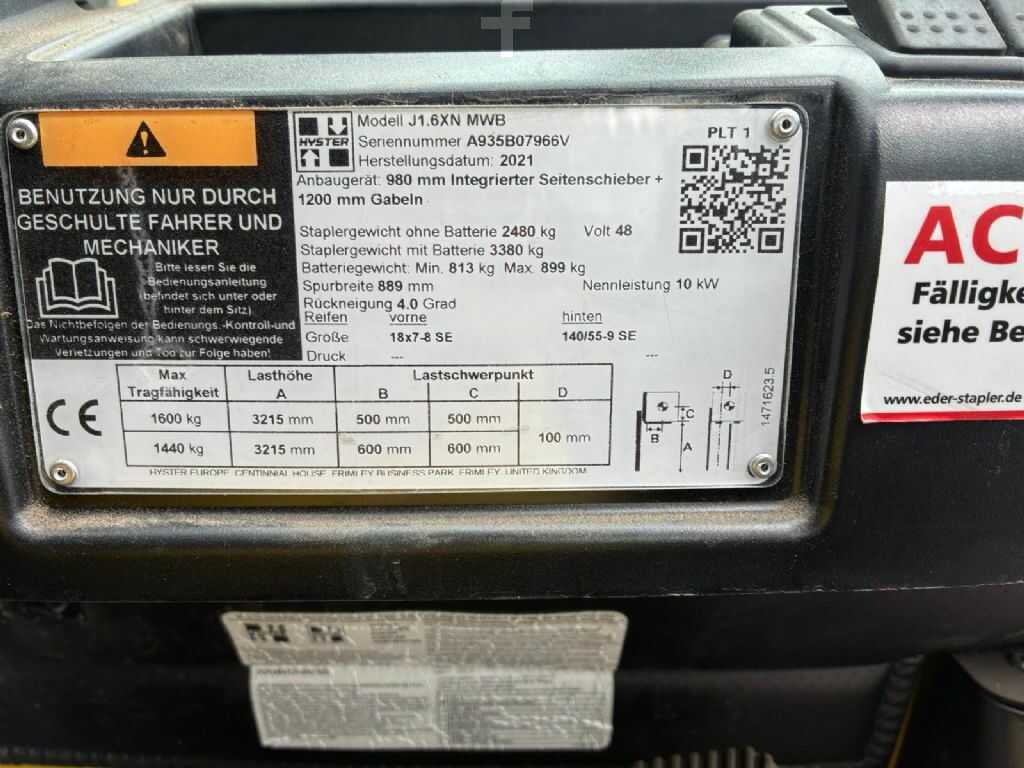 BENUTZUNG NUR DURCH
GESCHULTE FAHRER UND
MECHANIKER
Bitte lesen Sie die
Bedienungsanleitung
befindet sich unter oder
hinter dem Sitz)
Das Nichtbefolgen der Bedienungs.-Kontroll-und
Wartungsanweisung kann schwerwiegende
Verletzungen und Tod zur Folge haben!
HYSTER
Modell J1.6XN MWB
Seriennummer A935B07966V
Herstellungsdatum: 2021
Anbaugerät: 980 mm Integrierter Seitenschieber +
1200 mm Gabeln
Staplergewicht ohne Batterie 2480 kg Volt 48
Staplergewicht mit Batterie 3380 kg
Batteriegewicht: Min. 813 kg Max. 899 kg
Spurbreite 889 mm Nennleistung 10 kW
Rückneigung 4.0 Grad
Reifen vorne hinten
Große 18x7-8 SE 140/55-9 SE
Druck --- ---
PLT 1
Max Tragfähigkeit Lasthöhe A Lastschwerpunkt B C D
1600 kg 3215 mm 500 mm 500 mm 100 mm
1440 kg 3215 mm 600 mm 600 mm
CE
D
C
B
A
1471623.5
HYSTER EUROPE, CENTINNIAL HOUSE, FRIMLEY BUSINESS PARK, FRIMLEY, UNITED KINGDOM
AC
Fälligke
siehe Be
www.eder-stapler.de